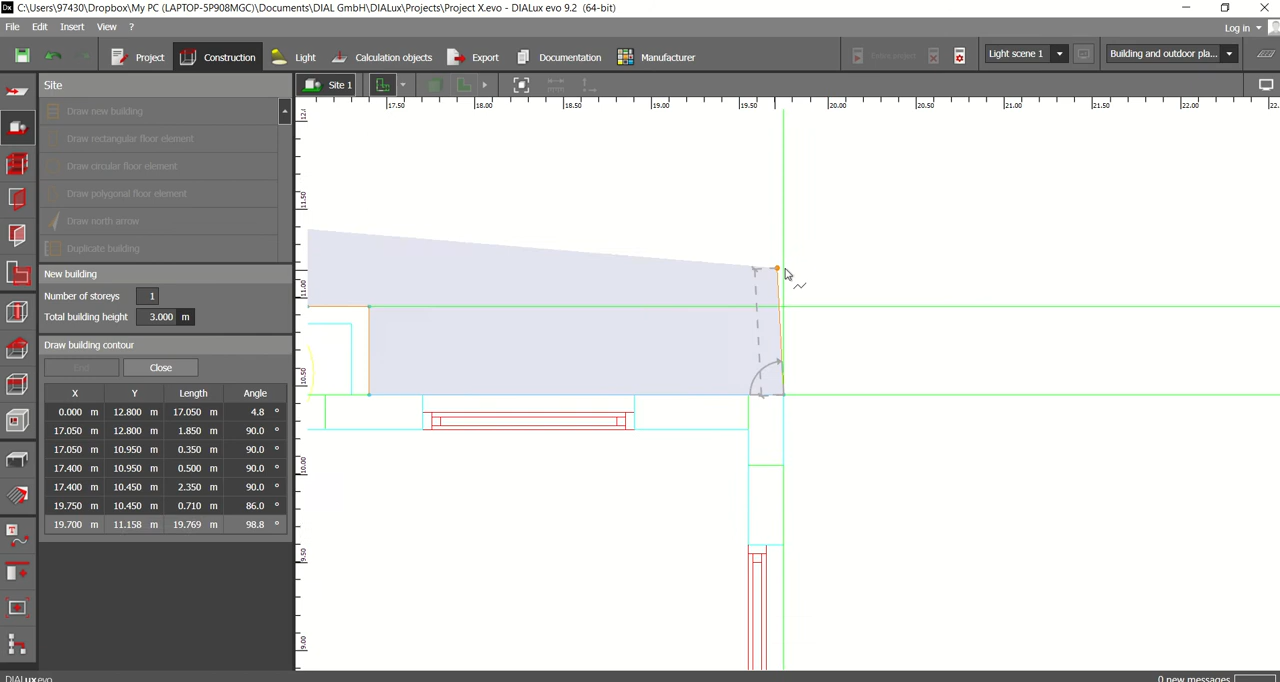 C:\Users\97430\Dropbox\My PC (LAPTOP-5P908MGC)\Documents\DIAL GmbH\DIALux\Projects\Project X.evo - DIALux evo 9.2 (64-bit)
File Edit Insert View ?
Log in
Project Construction Light Calculation objects Export Documentation Manufacturer
Light scene 1
Building and outdoor pla...
Site
Site 1
Draw new building
Draw rectangular floor element
Draw circular floor element
Draw polygonal floor element
Draw north arrow
Duplicate building
New building
Number of storeys 1
Total building height 3.000 m
Draw building contour
End Close
X Y Length Angle
0.000 m 12.800 m 17.050 m 4.8 °
17.050 m 12.800 m 1.850 m 90.0 °
17.050 m 10.950 m 0.350 m 90.0 °
17.400 m 10.950 m 0.500 m 90.0 °
17.400 m 10.450 m 2.350 m 90.0 °
19.750 m 10.450 m 0.710 m 86.0 °
19.700 m 11.158 m 19.769 m 98.8 °
17.50 18.00 18.50 19.00 19.50 20.00 20.50 21.00 21.50 22.00
11.50
11.00
10.50
10.00
9.50
9.00
DIALux evo
0 new messages